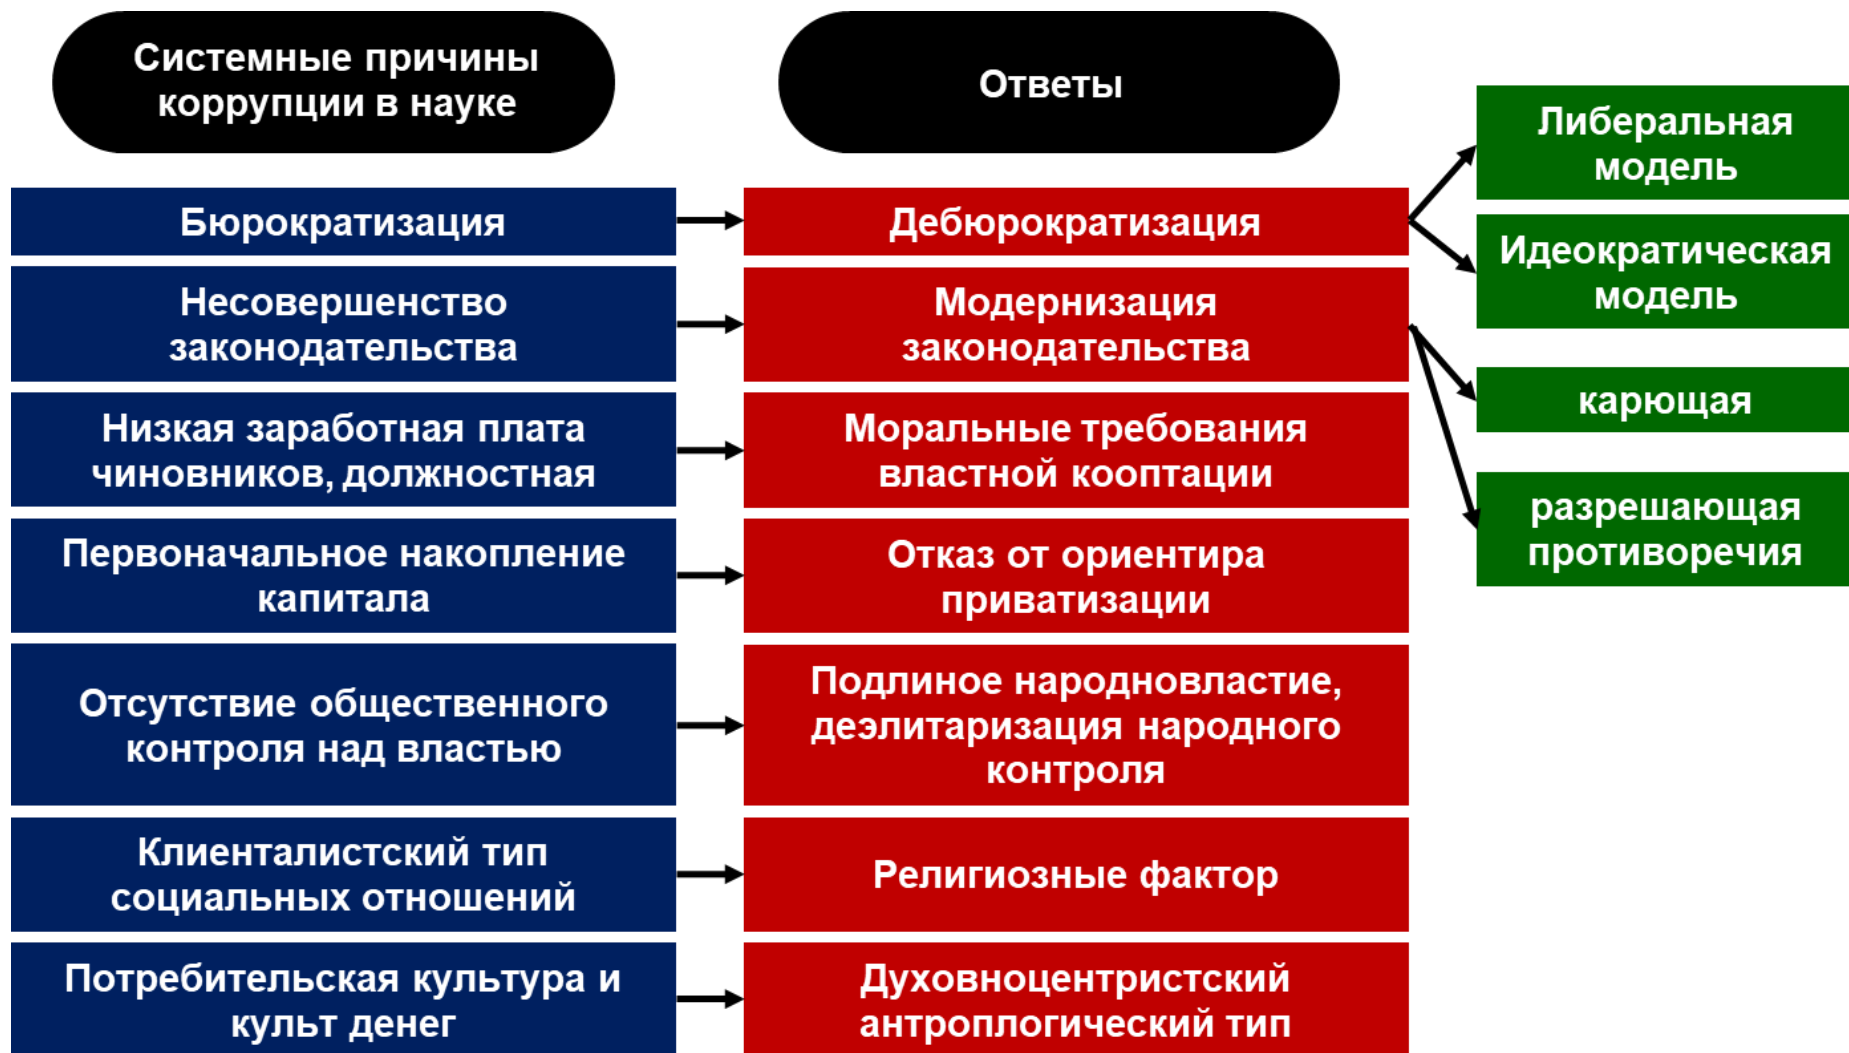 Системные причины
коррупции в науке
Ответы
Либеральная
модель
Бюрократизация
Дебюрократизация
Идеократическая
модель
Несовершенство
законодательства
Модернизация
законодательства
карющая
Низкая заработная плата
чиновников, должностная
Моральные требования
властной кооптации
разрешающая
противоречия
Первоначальное накопление
капитала
Отказ от ориентира
приватизации
Отсутствие общественного
контроля над властью
Подлиное народновластие,
деэлитаризация народного
контроля
Клиенталистский тип
социальных отношений
Религиозные фактор
Потребительская культура и
культ денег
Духовноцентристский
антроплогический тип